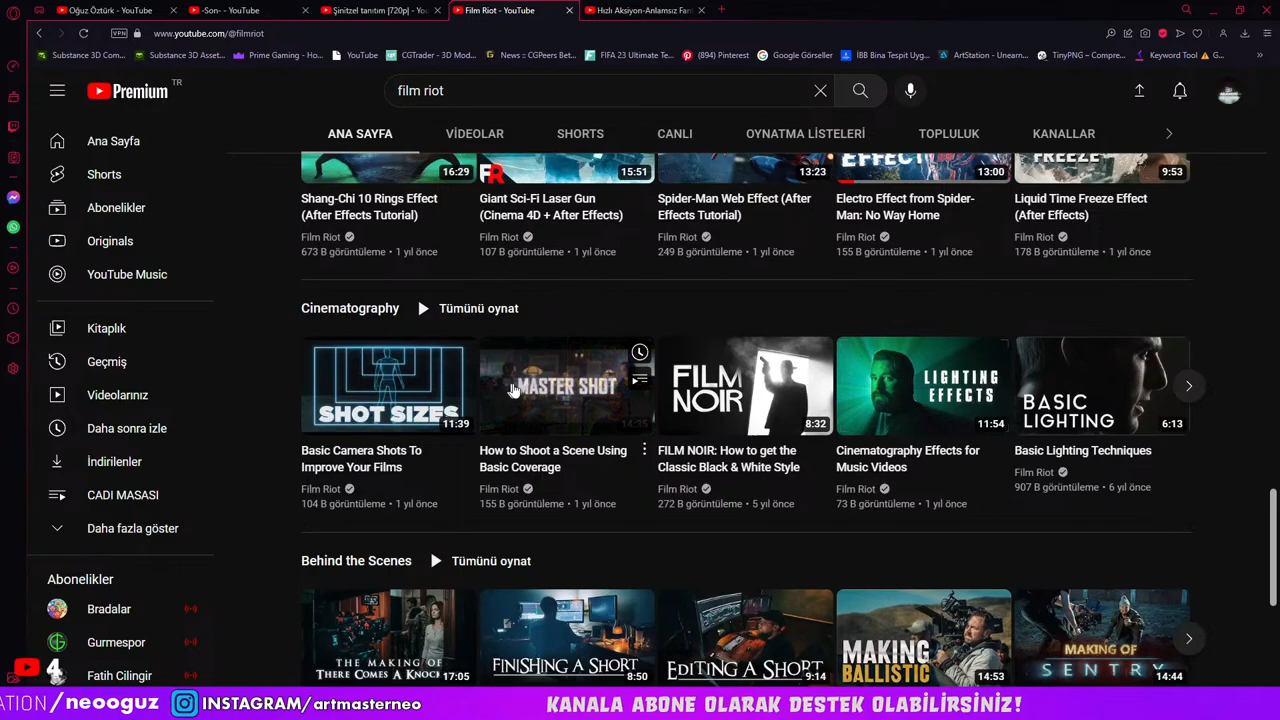 Oğuz Öztürk - YouTube
-Son- - YouTube
Şinitzel tanıtım [720p] - You
Film Riot - YouTube
Hızlı Aksiyon-Anlamsız Fan
VPN
www.youtube.com/@filmriot
Substance 3D Com...
Substance 3D Asset...
Prime Gaming - Ho...
YouTube
CGTrader - 3D Mod...
News :: CGPeers Bet...
FIFA 23 Ultimate Te...
(894) Pinterest
Google Görseller
İBB Bina Tespit Uyg...
ArtStation - Unearn...
TinyPNG – Compre...
Keyword Tool
Premium
TR
film riot
ANA SAYFA
VİDEOLAR
SHORTS
CANLI
OYNATMA LİSTELERİ
TOPLULUK
KANALLAR
Ana Sayfa
Shorts
Abonelikler
Originals
YouTube Music
Kitaplık
Geçmiş
Videolarınız
Daha sonra izle
İndirilenler
CADI MASASI
Daha fazla göster
Abonelikler
Bradalar
Gurmespor
Fatih Cilingir
16:29
FR
15:51
13:23
EFFECT
13:00
FREEZE
9:53
Shang-Chi 10 Rings Effect
(After Effects Tutorial)
Film Riot
673 B görüntüleme • 1 yıl önce
Giant Sci-Fi Laser Gun
(Cinema 4D + After Effects)
Film Riot
107 B görüntüleme • 1 yıl önce
Spider-Man Web Effect (After
Effects Tutorial)
Film Riot
249 B görüntüleme • 1 yıl önce
Electro Effect from Spider-
Man: No Way Home
Film Riot
155 B görüntüleme • 1 yıl önce
Liquid Time Freeze Effect
(After Effects)
Film Riot
178 B görüntüleme • 1 yıl önce
Cinematography
Tümünü oynat
SHOT SIZES
11:39
MASTER SHOT
14:35
FILM
NOIR
8:32
LIGHTING
EFFECTS
11:54
BASIC
LIGHTING
6:13
Basic Camera Shots To
Improve Your Films
Film Riot
104 B görüntüleme • 1 yıl önce
How to Shoot a Scene Using
Basic Coverage
Film Riot
155 B görüntüleme • 1 yıl önce
FILM NOIR: How to get the
Classic Black & White Style
Film Riot
272 B görüntüleme • 5 yıl önce
Cinematography Effects for
Music Videos
Film Riot
73 B görüntüleme • 1 yıl önce
Basic Lighting Techniques
Film Riot
907 B görüntüleme • 6 yıl önce
Behind the Scenes
Tümünü oynat
THE MAKING OF
THERE COMES A KNOCK
17:05
FINISHING A SHORT
8:50
EDITING A SHORT
9:14
MAKING
BALLISTIC
14:53
MAKING OF
SENTRY
14:44
4
ATION/neooguz
INSTAGRAM/artmasterneo
KANALA ABONE OLARAK DESTEK OLABİLİRSİNİZ!